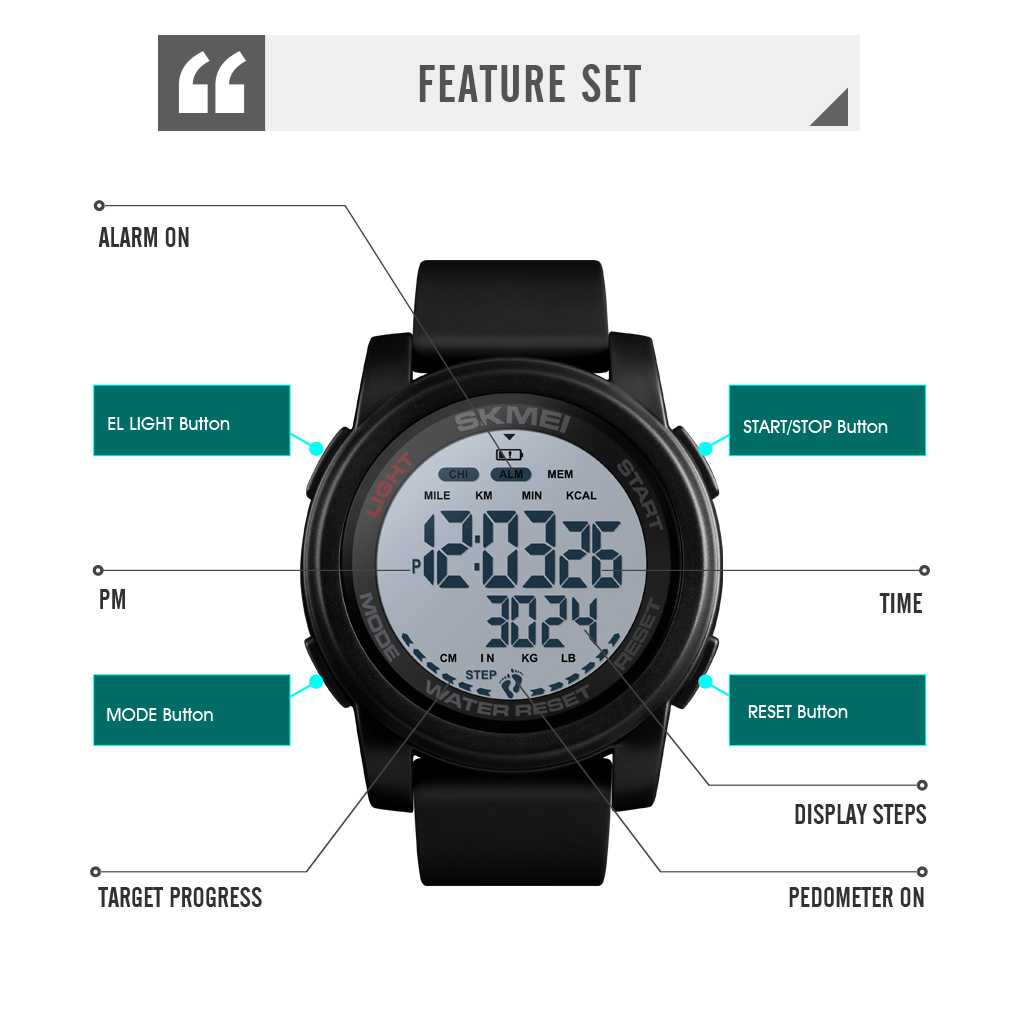 FEATURE SET
ALARM ON
SKMEI
LIGHT
START
CHI ALM MEM
MILE KM MIN KCAL
EL LIGHT Button
START/STOP Button
P 12:03 26
PM
TIME
3024
MODE
RESET
CM IN KG LB
STEP
WATER RESET
MODE Button
RESET Button
DISPLAY STEPS
TARGET PROGRESS
PEDOMETER ON